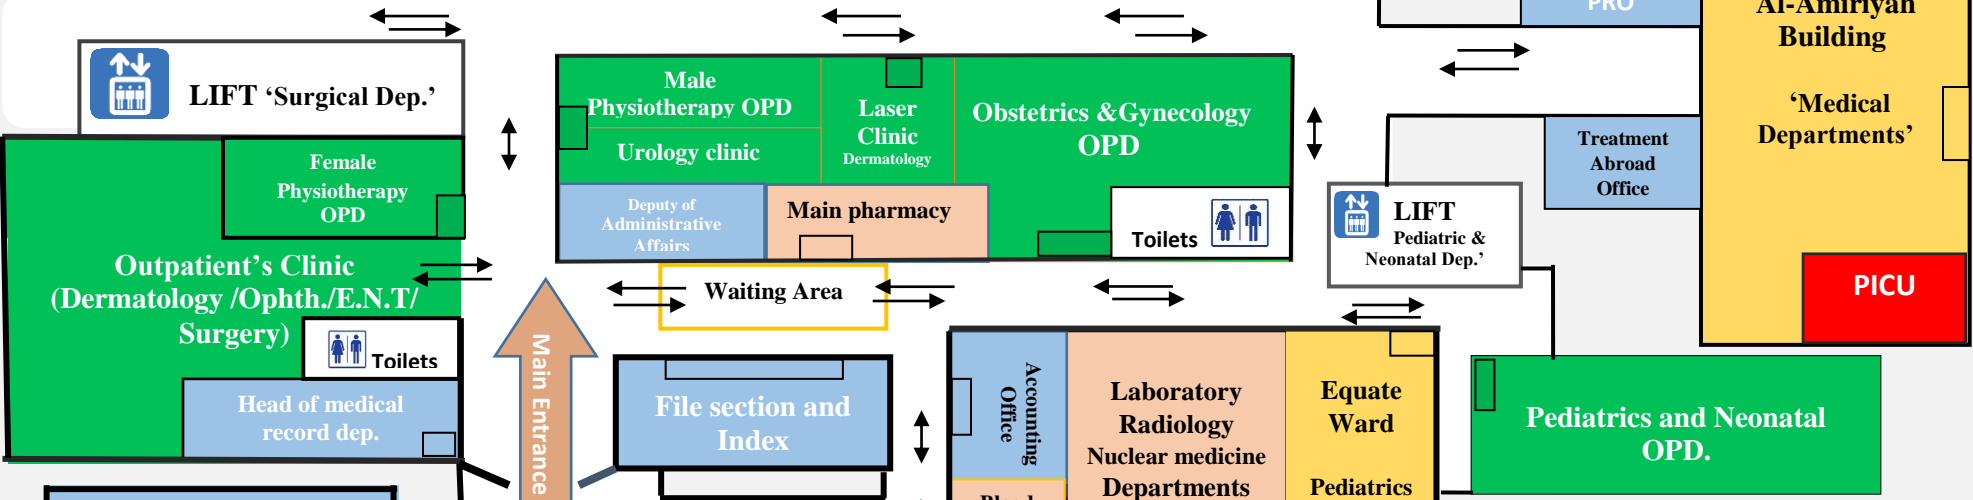 PRO
Al-Amiriyah
Building
‘Medical
Departments’
LIFT ‘Surgical Dep.’
Male
Physiotherapy OPD
Urology clinic
Laser
Clinic
Dermatology
Obstetrics &Gynecology
OPD
Treatment
Abroad
Office
Female
Physiotherapy
OPD
Deputy of
Administrative
Affairs
Main pharmacy
Toilets
LIFT
Pediatric &
Neonatal Dep.’
Outpatient’s Clinic
(Dermatology /Ophth./E.N.T/
Surgery)
Toilets
Waiting Area
PICU
Main Entrance
Head of medical
record dep.
File section and
Index
Accounting
Office
Laboratory
Radiology
Nuclear medicine
Departments
Equate
Ward
Pediatrics
Pediatrics and Neonatal
OPD.